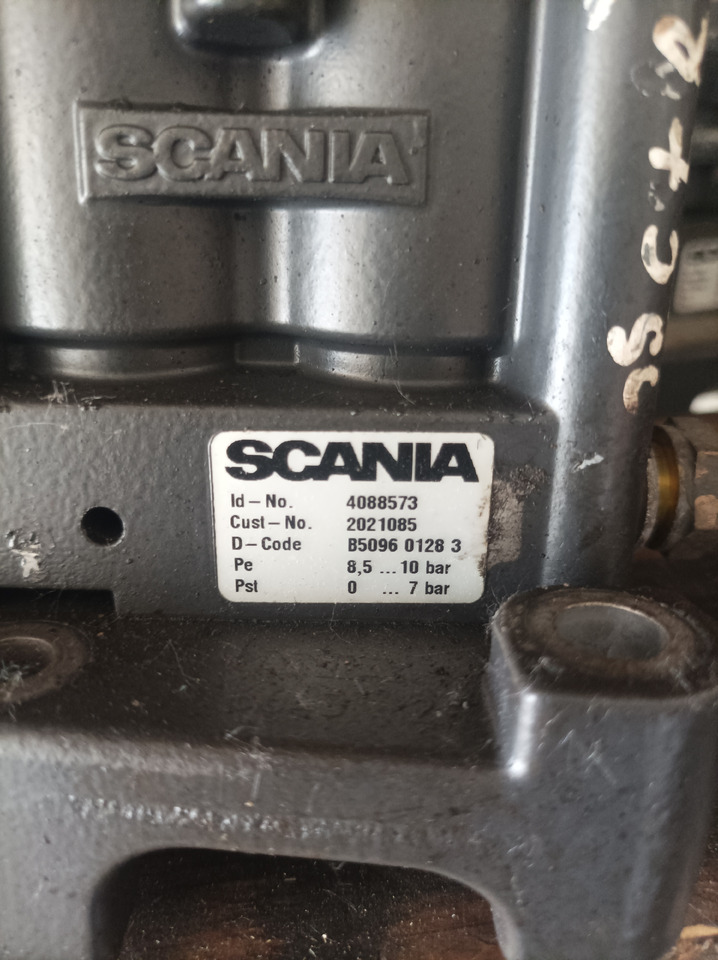 SCANIA
SCANIA
Id-No. 4088573
Cust-No. 2021085
D-Code B5096 0128 3
Pe 8,5 ... 10 bar
Pst 0 ... 7 bar